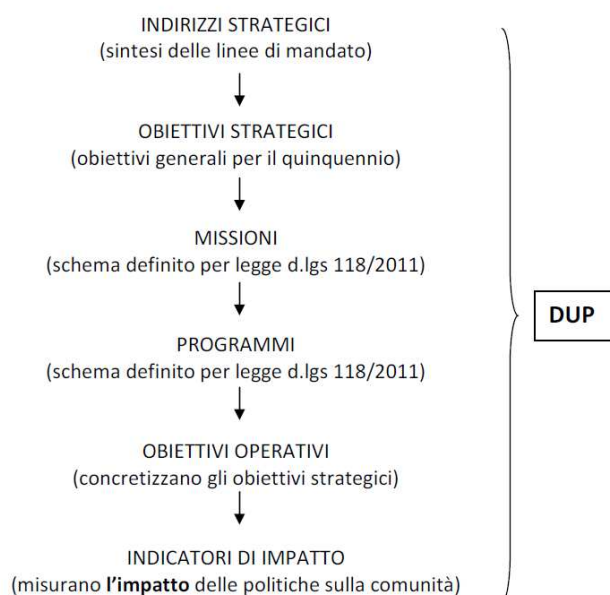 INDIRIZZI STRATEGICI
(sintesi delle linee di mandato)
OBIETTIVI STRATEGICI
(obiettivi generali per il quinquennio)
MISSIONI
(schema definito per legge d.lgs 118/2011)
DUP
PROGRAMMI
(schema definito per legge d.lgs 118/2011)
OBIETTIVI OPERATIVI
(concretizzano gli obiettivi strategici)
INDICATORI DI IMPATTO
(misurano l'impatto delle politiche sulla comunità)